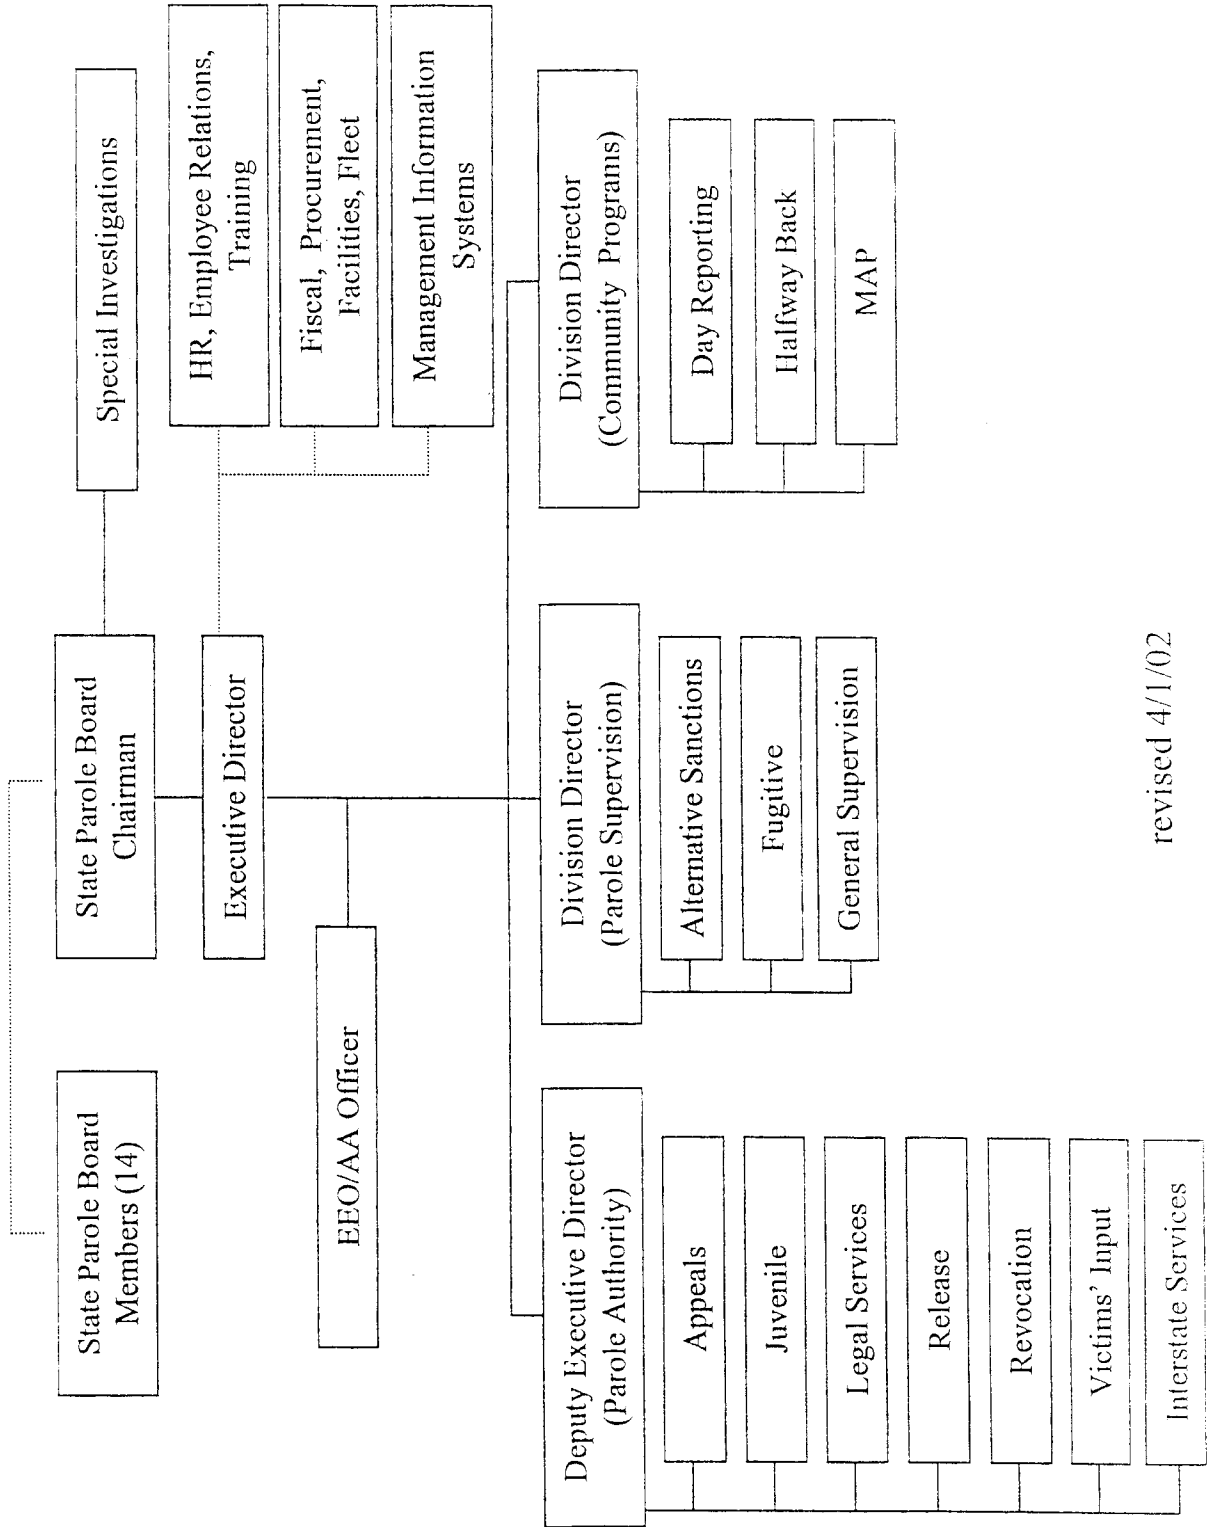 State Parole Board
Members (14)
State Parole Board
Chairman
Special Investigations
Executive Director
HR, Employee Relations,
Training
Fiscal, Procurement,
Facilities, Fleet
Management Information
Systems
EEO/AA Officer
Deputy Executive Director
(Parole Authority)
Appeals
Juvenile
Legal Services
Release
Revocation
Victims' Input
Interstate Services
Division Director
(Parole Supervision)
Alternative Sanctions
Fugitive
General Supervision
Division Director
(Community Programs)
Day Reporting
Halfway Back
MAP
revised 4/1/02